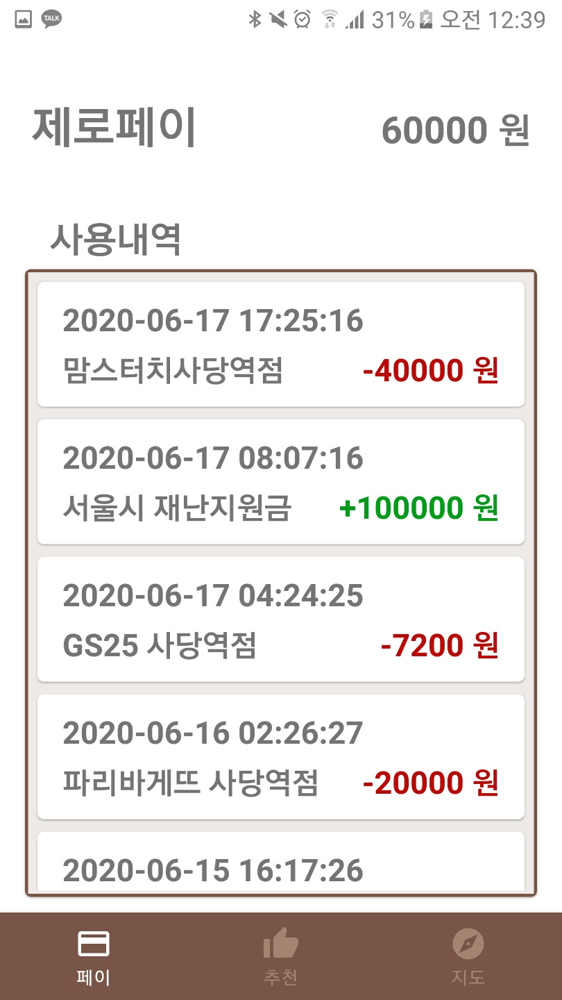 TALK 31% 오전 12:39
제로페이 60000 원
사용내역
2020-06-17 17:25:16
맘스터치사당역점 -40000 원
2020-06-17 08:07:16
서울시 재난지원금 +100000 원
2020-06-17 04:24:25
GS25 사당역점 -7200 원
2020-06-16 02:26:27
파리바게뜨 사당역점 -20000 원
2020-06-15 16:17:26
페이 추천 지도